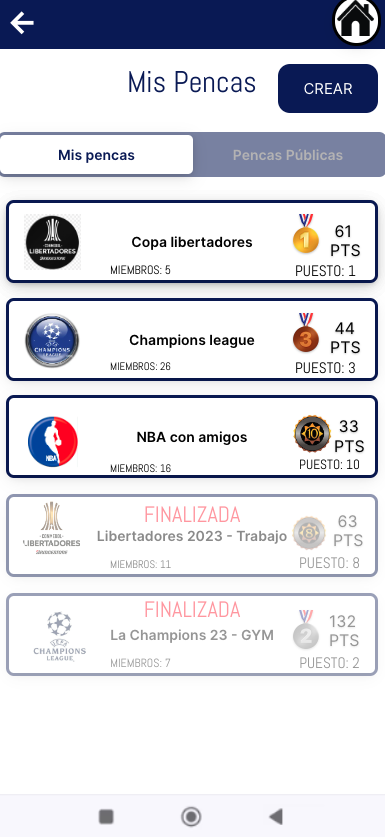 Mis Pencas
CREAR
Mis pencas
Pencas Públicas
CONMEBOL
LIBERTADORES
BRIDGESTONE
Copa libertadores
MIEMBROS: 5
1
61
PTS
PUESTO: 1
CHAMPIONS
LEAGUE
Champions league
MIEMBROS: 26
3
44
PTS
PUESTO: 3
NBA
NBA con amigos
MIEMBROS: 16
10
33
PTS
PUESTO: 10
FINALIZADA
CONMEBOL
LIBERTADORES
BRIDGESTONE
Libertadores 2023 - Trabajo
MIEMBROS: 11
8
63
PTS
PUESTO: 8
FINALIZADA
CHAMPIONS
LEAGUE
La Champions 23 - GYM
MIEMBROS: 7
2
132
PTS
PUESTO: 2